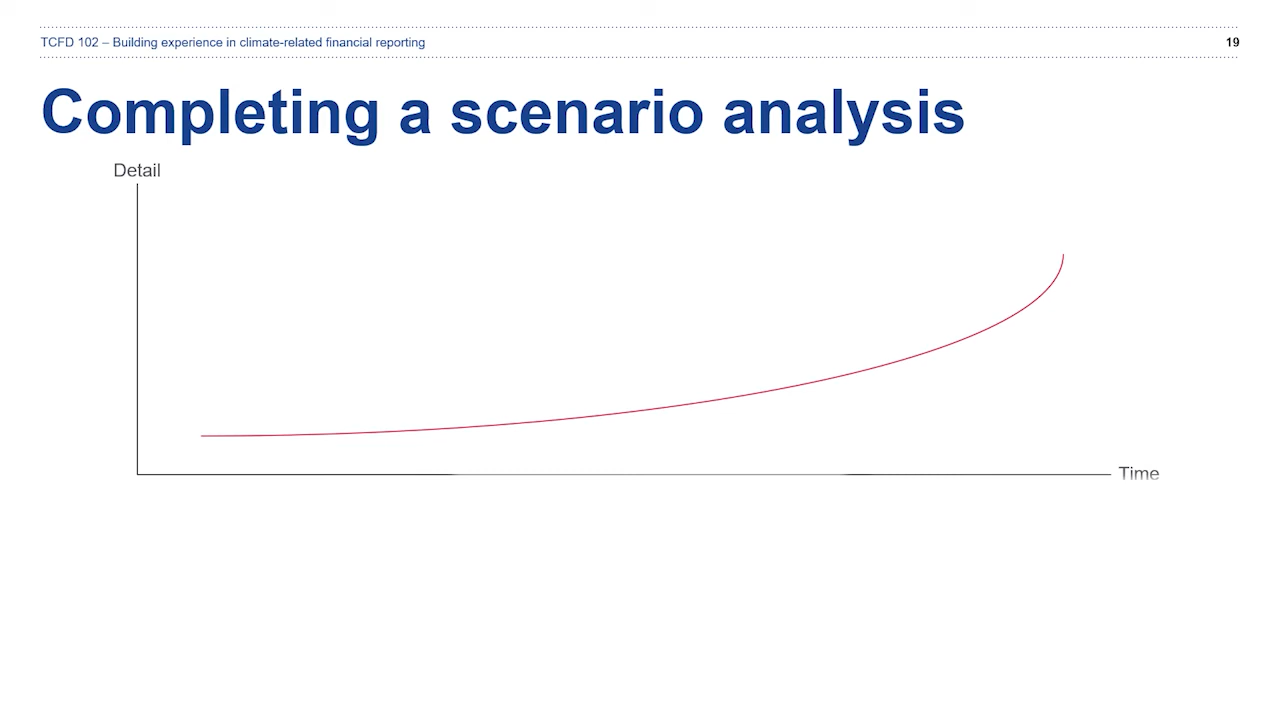 TCFD 102 – Building experience in climate-related financial reporting
19
Completing a scenario analysis
Detail
Time